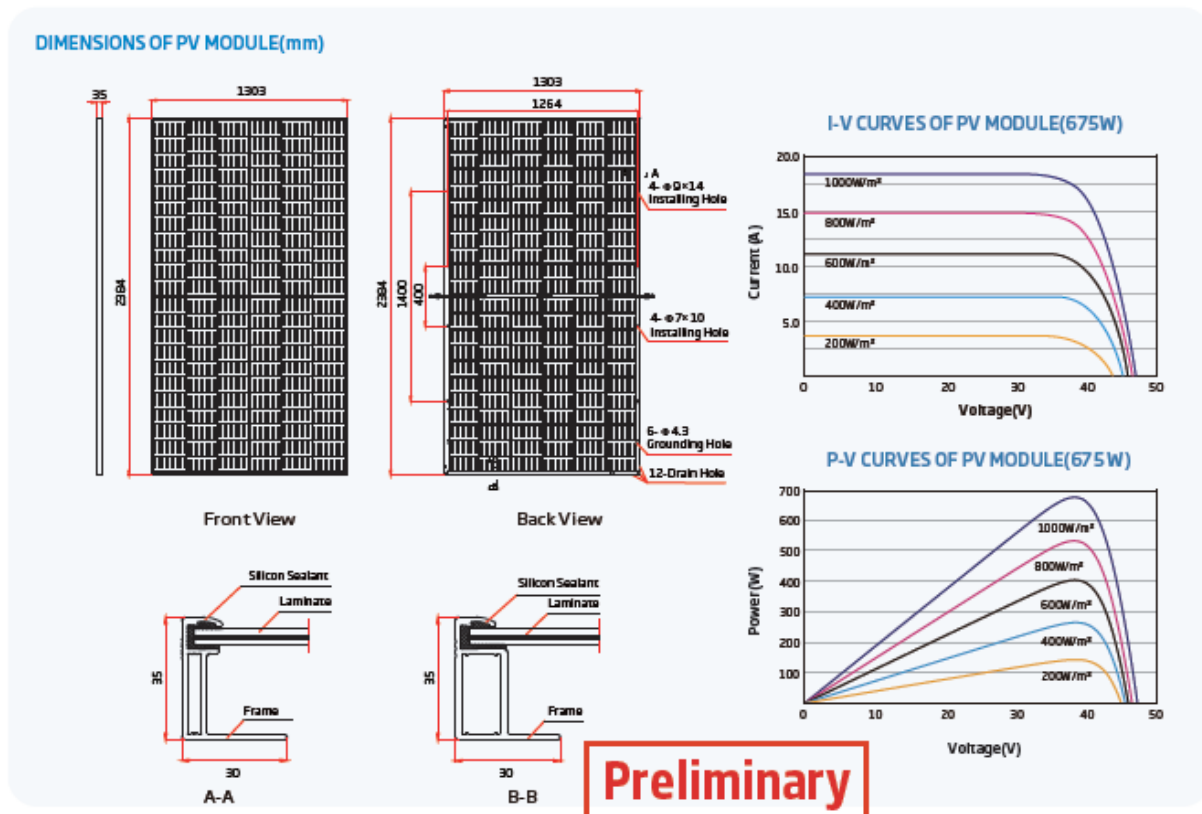 DIMENSIONS OF PV MODULE(mm)
35
1303
2384
Front View
1303
1264
2384
1400
400
A
4- Φ9×14
Installing Hole
4- Φ7×10
Installing Hole
6- Φ4.3
Grounding Hole
12-Drain Hole
Back View
Silicon Sealant
Laminate
35
Frame
30
A-A
Silicon Sealant
Laminate
35
Frame
30
B-B
I-V CURVES OF PV MODULE(675W)
20.0
15.0
10.0
5.0
Current (A)
1000W/m²
800W/m²
600W/m²
400W/m²
200W/m²
0 10 20 30 40 50
Voltage(V)
P-V CURVES OF PV MODULE(675W)
700
600
500
400
300
200
100
Power(W)
1000W/m²
800W/m²
600W/m²
400W/m²
200W/m²
0 10 20 30 40 50
Voltage(V)
Preliminary